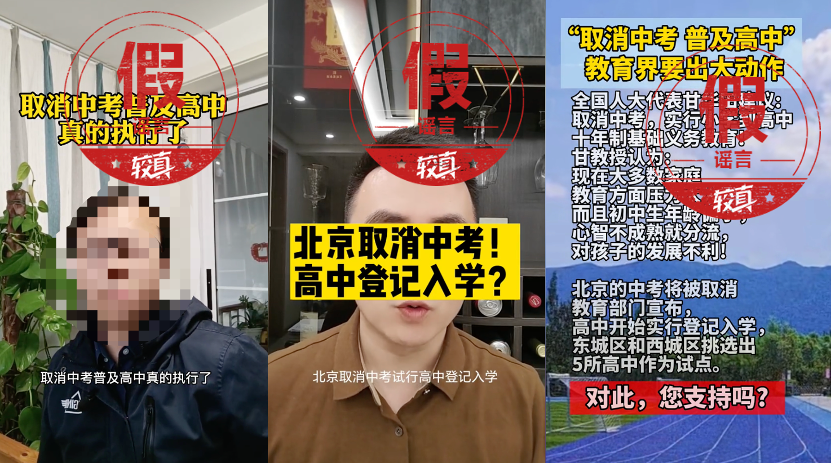 取消中考普及高中
真的执行了
假
谣言
较真
取消中考普及高中真的执行了
假
谣言
较真
北京取消中考！
高中登记入学？
北京取消中考试行高中登记入学
“取消中考 普及高中”
教育界要出大动作
全国人大代表甘
建议：
取消中考，实行
高中
十年制基础义务教育：
甘教授认为：
现在大多数家庭
教育方面压
而且初中生年龄偏
心智不成熟就分流，
对孩子的发展不利！
假
谣言
较真
北京的中考将被取消
教育部门宣布，
高中开始实行登记入学，
东城区和西城区挑选出
5所高中作为试点。
对此，您支持吗？